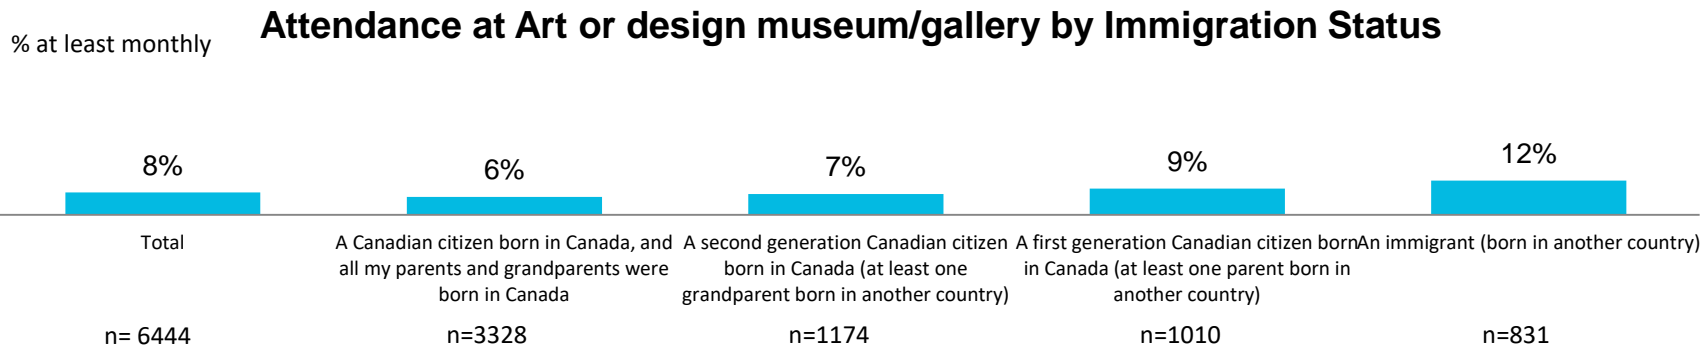 Attendance at Art or design museum/gallery by Immigration Status
% at least monthly
8%
6%
7%
9%
12%
Total
A Canadian citizen born in Canada, and
all my parents and grandparents were
born in Canada
A second generation Canadian citizen
born in Canada (at least one
grandparent born in another country)
A first generation Canadian citizen born
in Canada (at least one parent born in
another country)
An immigrant (born in another country)
n= 6444
n=3328
n=1174
n=1010
n=831